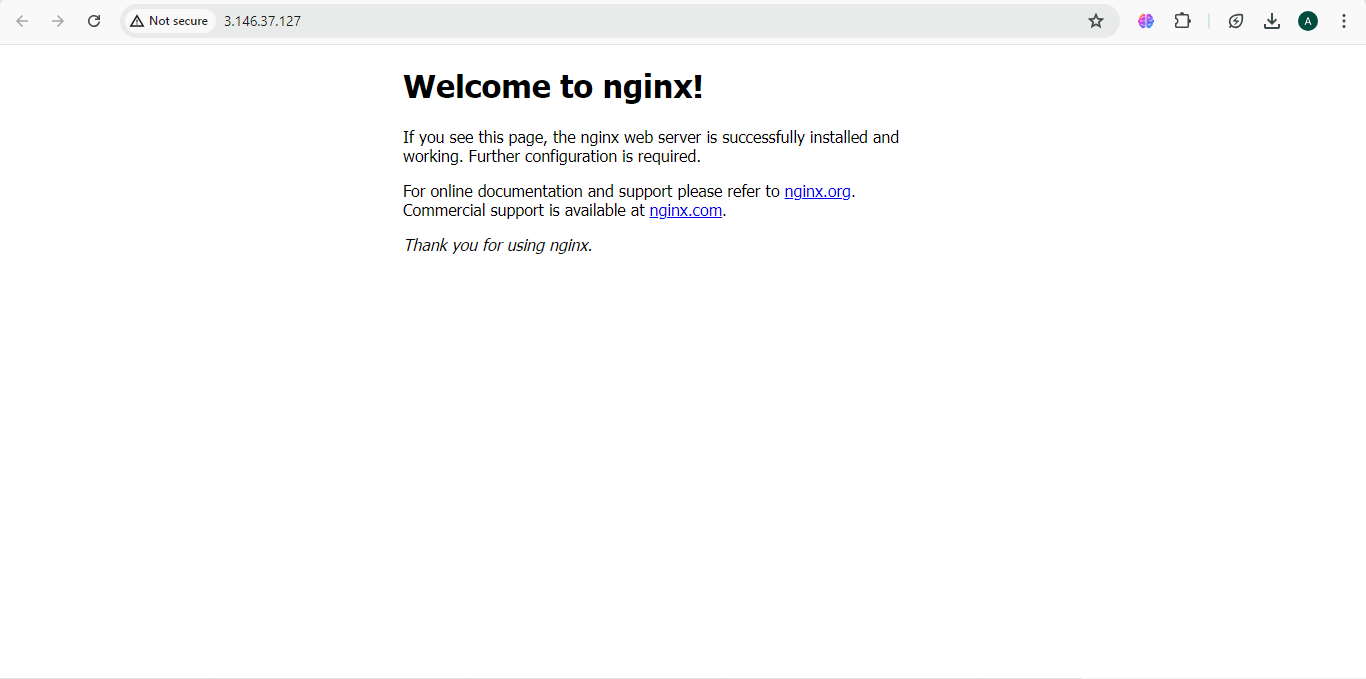 Not secure 3.146.37.127 A
Welcome to nginx!
If you see this page, the nginx web server is successfully installed and
working. Further configuration is required.
For online documentation and support please refer to nginx.org.
Commercial support is available at nginx.com.
Thank you for using nginx.